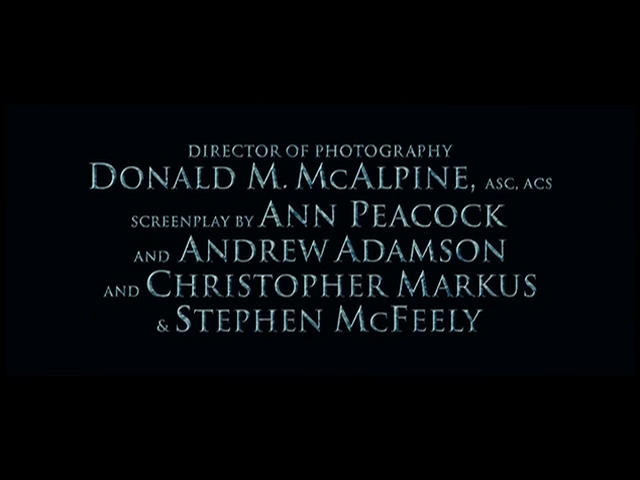 DIRECTOR OF PHOTOGRAPHY
DONALD M. MCALPINE, ASC, ACS
SCREENPLAY BY ANN PEACOCK
AND ANDREW ADAMSON
AND CHRISTOPHER MARKUS
& STEPHEN MCFEELY